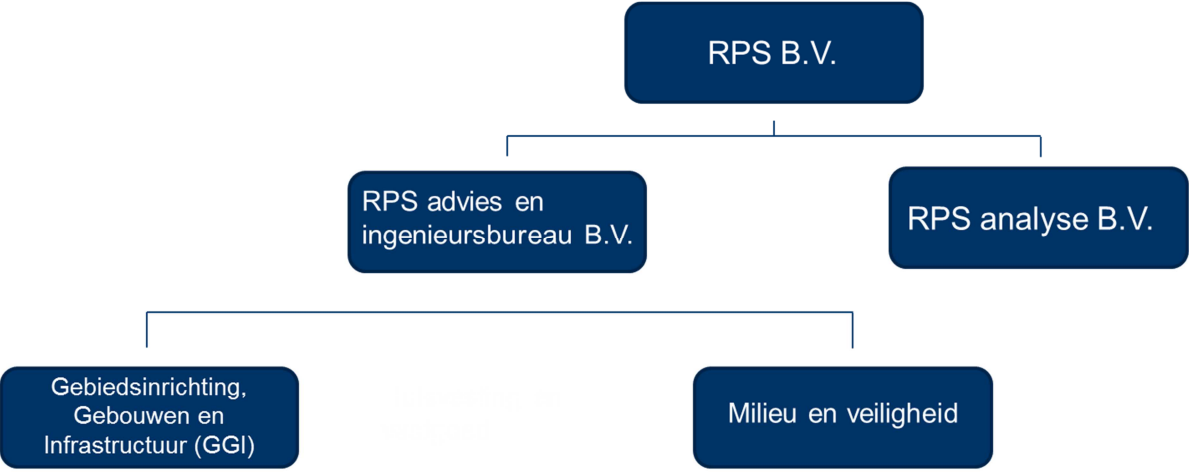 RPS B.V.
RPS advies en
ingenieursbureau B.V.
RPS analyse B.V.
Gebiedsinrichting,
Gebouwen en
Infrastructuur (GGI)
Milieu en veiligheid